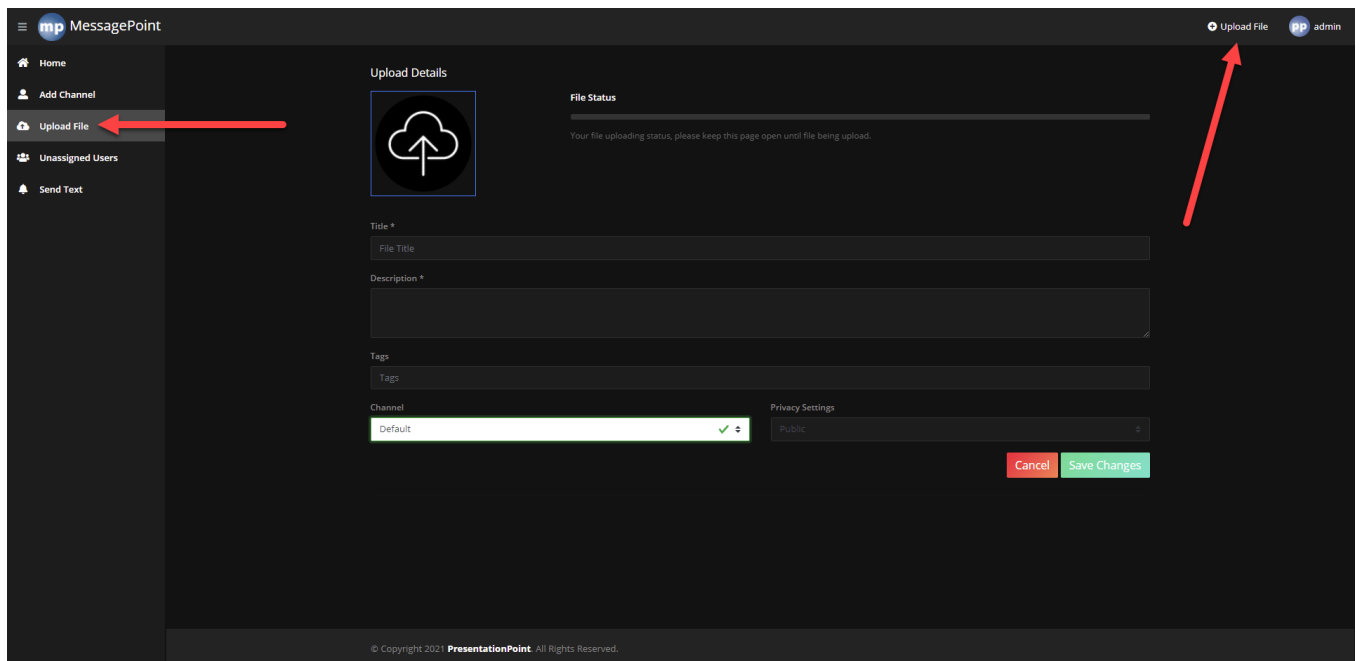 mp MessagePoint
Upload File
pp admin
Home
Add Channel
Upload File
Unassigned Users
Send Text
Upload Details
File Status
Your file uploading status, please keep this page open until file being upload.
Title *
File Title
Description *
Tags
Tags
Channel
Default
Privacy Settings
Public
Cancel
Save Changes
© Copyright 2021 PresentationPoint. All Rights Reserved.